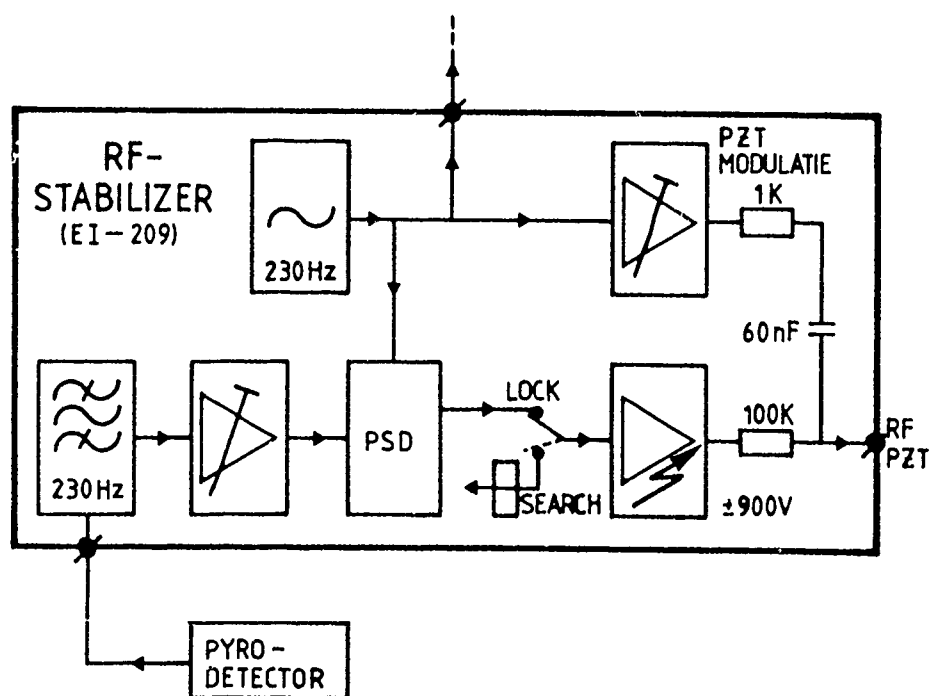 RF-
STABILIZER
(EI-209)
230Hz
PZT
MODULATIE
1K
60nF
230Hz
PSD
LOCK
SEARCH
100K
±900V
RF
PZT
PYRO-
DETECTOR